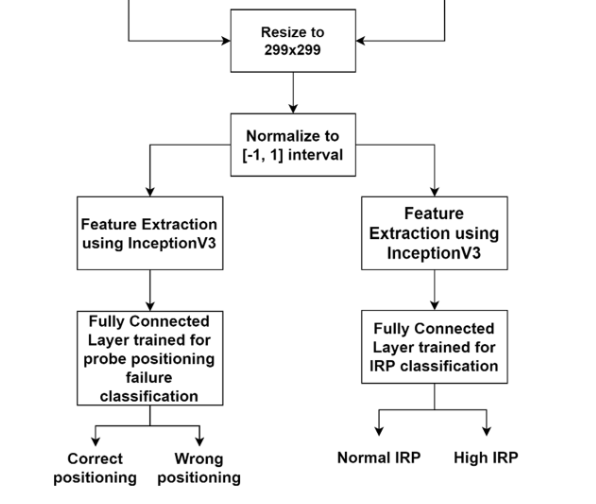 Resize to
299x299
Normalize to
[-1, 1] interval
Feature Extraction
using InceptionV3
Feature
Extraction using
InceptionV3
Fully Connected
Layer trained for
probe positioning
failure
classification
Fully Connected
Layer trained for
IRP classification
Correct
positioning
Wrong
positioning
Normal IRP
High IRP